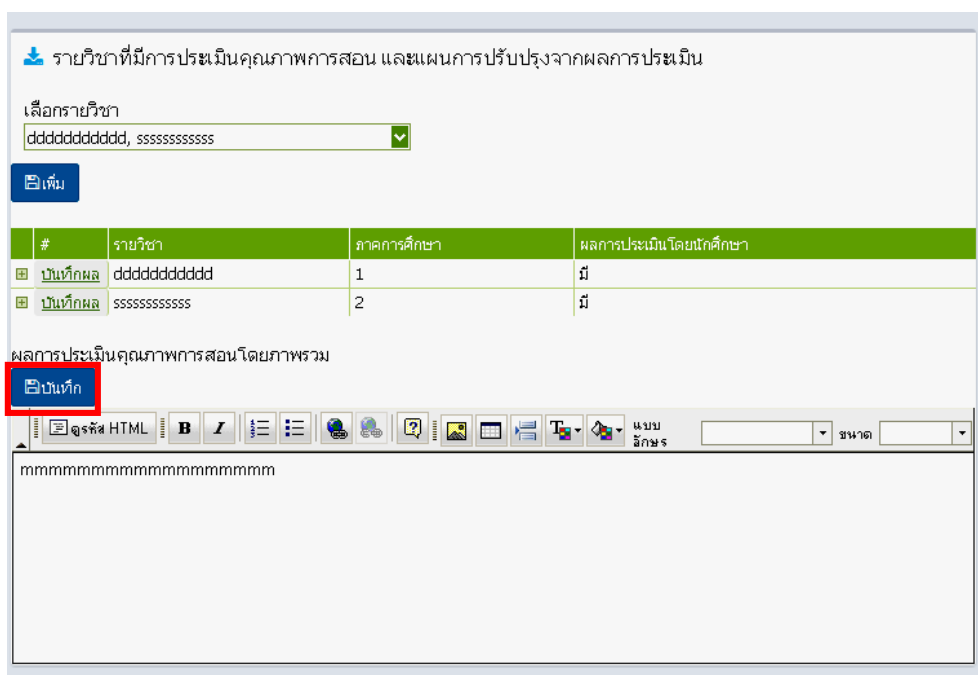 รายวิชาที่มีการประเมินคุณภาพการสอน และแผนการปรับปรุงจากผลการประเมิน
เลือกรายวิชา
ddddddddddd, ssssssssssss
เพิ่ม
# รายวิชา ภาคการศึกษา ผลการประเมินโดยนักศึกษา
บันทึกผล ddddddddddd 1 มี
บันทึกผล ssssssssssss 2 มี
ผลการประเมินคุณภาพการสอนโดยภาพรวม
บันทึก
ดูรหัส HTML B I แบบอักษร ขนาด
mmmmmmmmmmmmmmmmmm